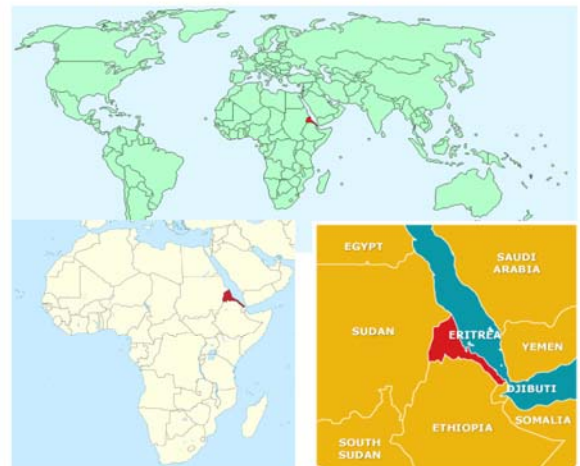 EGYPT
SAUDI
ARABIA
SUDAN
ERITREA
YEMEN
DJIBUTI
ETHIOPIA
SOMALIA
SOUTH
SUDAN